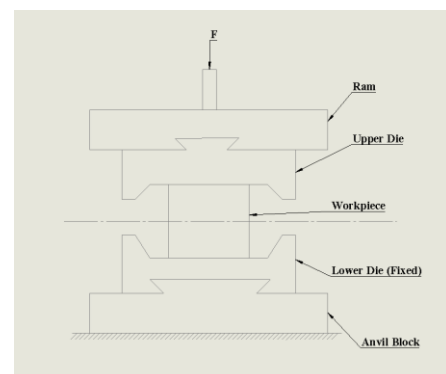 F
Ram
Upper Die
Workpiece
Lower Die (Fixed)
Anvil Block